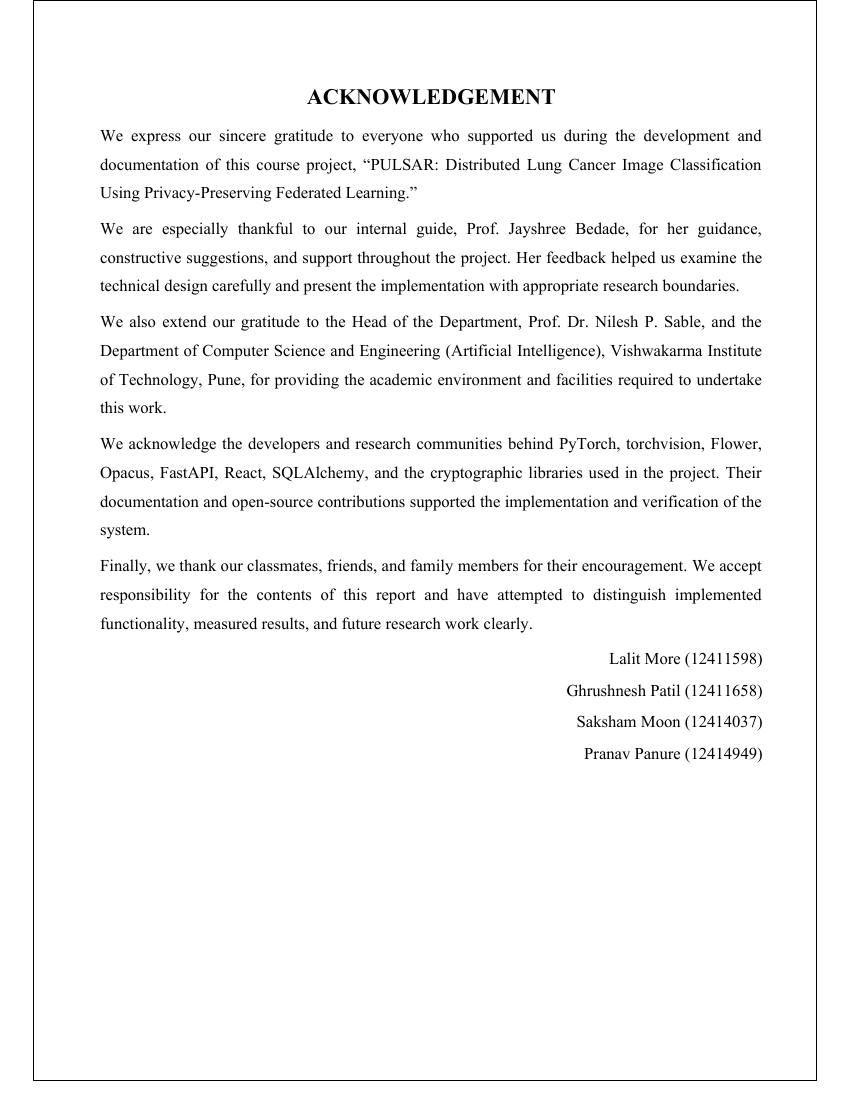 ACKNOWLEDGEMENT
We express our sincere gratitude to everyone who supported us during the development and
documentation of this course project, “PULSAR: Distributed Lung Cancer Image Classification
Using Privacy-Preserving Federated Learning.”
We are especially thankful to our internal guide, Prof. Jayshree Bedade, for her guidance,
constructive suggestions, and support throughout the project. Her feedback helped us examine the
technical design carefully and present the implementation with appropriate research boundaries.
We also extend our gratitude to the Head of the Department, Prof. Dr. Nilesh P. Sable, and the
Department of Computer Science and Engineering (Artificial Intelligence), Vishwakarma Institute
of Technology, Pune, for providing the academic environment and facilities required to undertake
this work.
We acknowledge the developers and research communities behind PyTorch, torchvision, Flower,
Opacus, FastAPI, React, SQLAlchemy, and the cryptographic libraries used in the project. Their
documentation and open-source contributions supported the implementation and verification of the
system.
Finally, we thank our classmates, friends, and family members for their encouragement. We accept
responsibility for the contents of this report and have attempted to distinguish implemented
functionality, measured results, and future research work clearly.
Lalit More (12411598)
Ghrushnesh Patil (12411658)
Saksham Moon (12414037)
Pranav Panure (12414949)